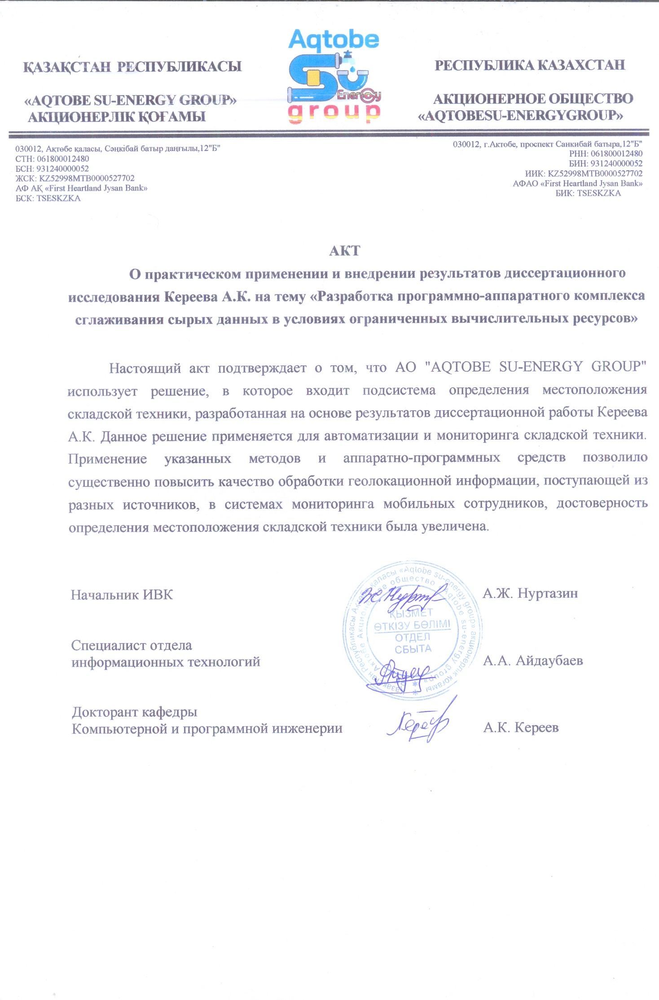 Aqtobe
Su
Energy
group
ҚАЗАҚСТАН РЕСПУБЛИКАСЫ
«AQTOBE SU-ENERGY GROUP»
АКЦИОНЕРЛІК ҚОҒАМЫ
РЕСПУБЛИКА КАЗАХСТАН
АКЦИОНЕРНОЕ ОБЩЕСТВО
«AQTOBESU-ENERGYGROUP»
030012, Ақтөбе қаласы, Сәңкібай батыр даңғылы,12"Б"
СТН: 061800012480
БСН: 931240000052
ЖСК: KZ52998MTB0000527702
АФ АҚ «First Heartland Jysan Bank»
БСК: TSESKZKA
030012, г.Актобе, проспект Санкибай батыра,12"Б"
РНН: 061800012480
БИН: 931240000052
ИИК: KZ52998MTB0000527702
АФАО «First Heartland Jysan Bank»
БИК: TSESKZKA
АКТ
О практическом применении и внедрении результатов диссертационного
исследования Кереева А.К. на тему «Разработка программно-аппаратного комплекса
сглаживания сырых данных в условиях ограниченных вычислительных ресурсов»
Настоящий акт подтверждает о том, что АО "AQTOBE SU-ENERGY GROUP"
использует решение, в которое входит подсистема определения местоположения
складской техники, разработанная на основе результатов диссертационной работы Кереева
А.К. Данное решение применяется для автоматизации и мониторинга складской техники.
Применение указанных методов и аппаратно-программных средств позволило
существенно повысить качество обработки геолокационной информации, поступающей из
разных источников, в системах мониторинга мобильных сотрудников, достоверность
определения местоположения складской техники была увеличена.
Начальник ИВК
А.Ж. Нуртазин
Қазақстан Республикасы Ақтөбе қаласы «Aqtobe su-energy group» акционерлік қоғамы
Акционерное общество «Aqtobe su-energy group»
ҚЫЗМЕТ
ӨТКІЗУ БӨЛІМІ
ОТДЕЛ
СБЫТА
Специалист отдела
информационных технологий
А.А. Айдаубаев
Докторант кафедры
Компьютерной и программной инженерии
А.К. Кереев